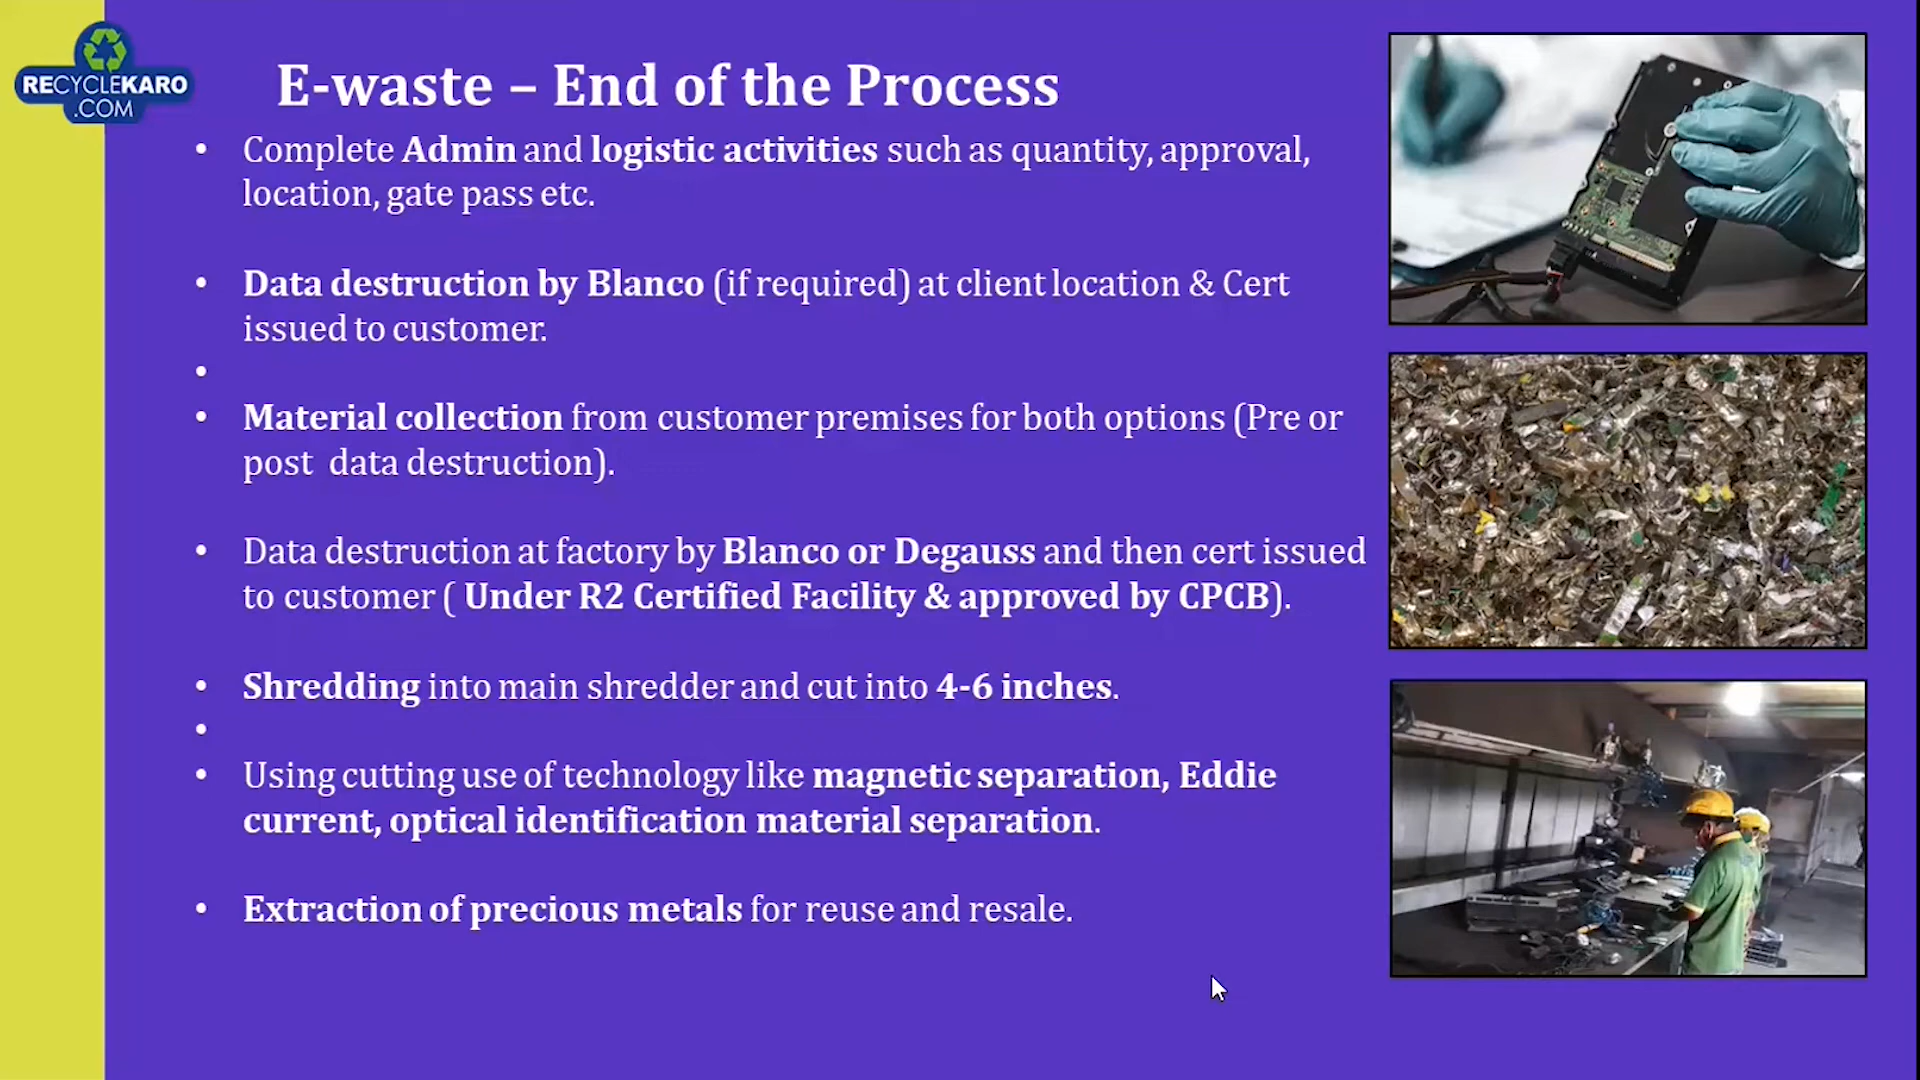 RECYCLEKARO
.COM
E-waste – End of the Process
• Complete Admin and logistic activities such as quantity, approval,
location, gate pass etc.
• Data destruction by Blanco (if required) at client location & Cert
issued to customer.
•
• Material collection from customer premises for both options (Pre or
post data destruction).
• Data destruction at factory by Blanco or Degauss and then cert issued
to customer ( Under R2 Certified Facility & approved by CPCB).
• Shredding into main shredder and cut into 4-6 inches.
•
• Using cutting use of technology like magnetic separation, Eddie
current, optical identification material separation.
• Extraction of precious metals for reuse and resale.